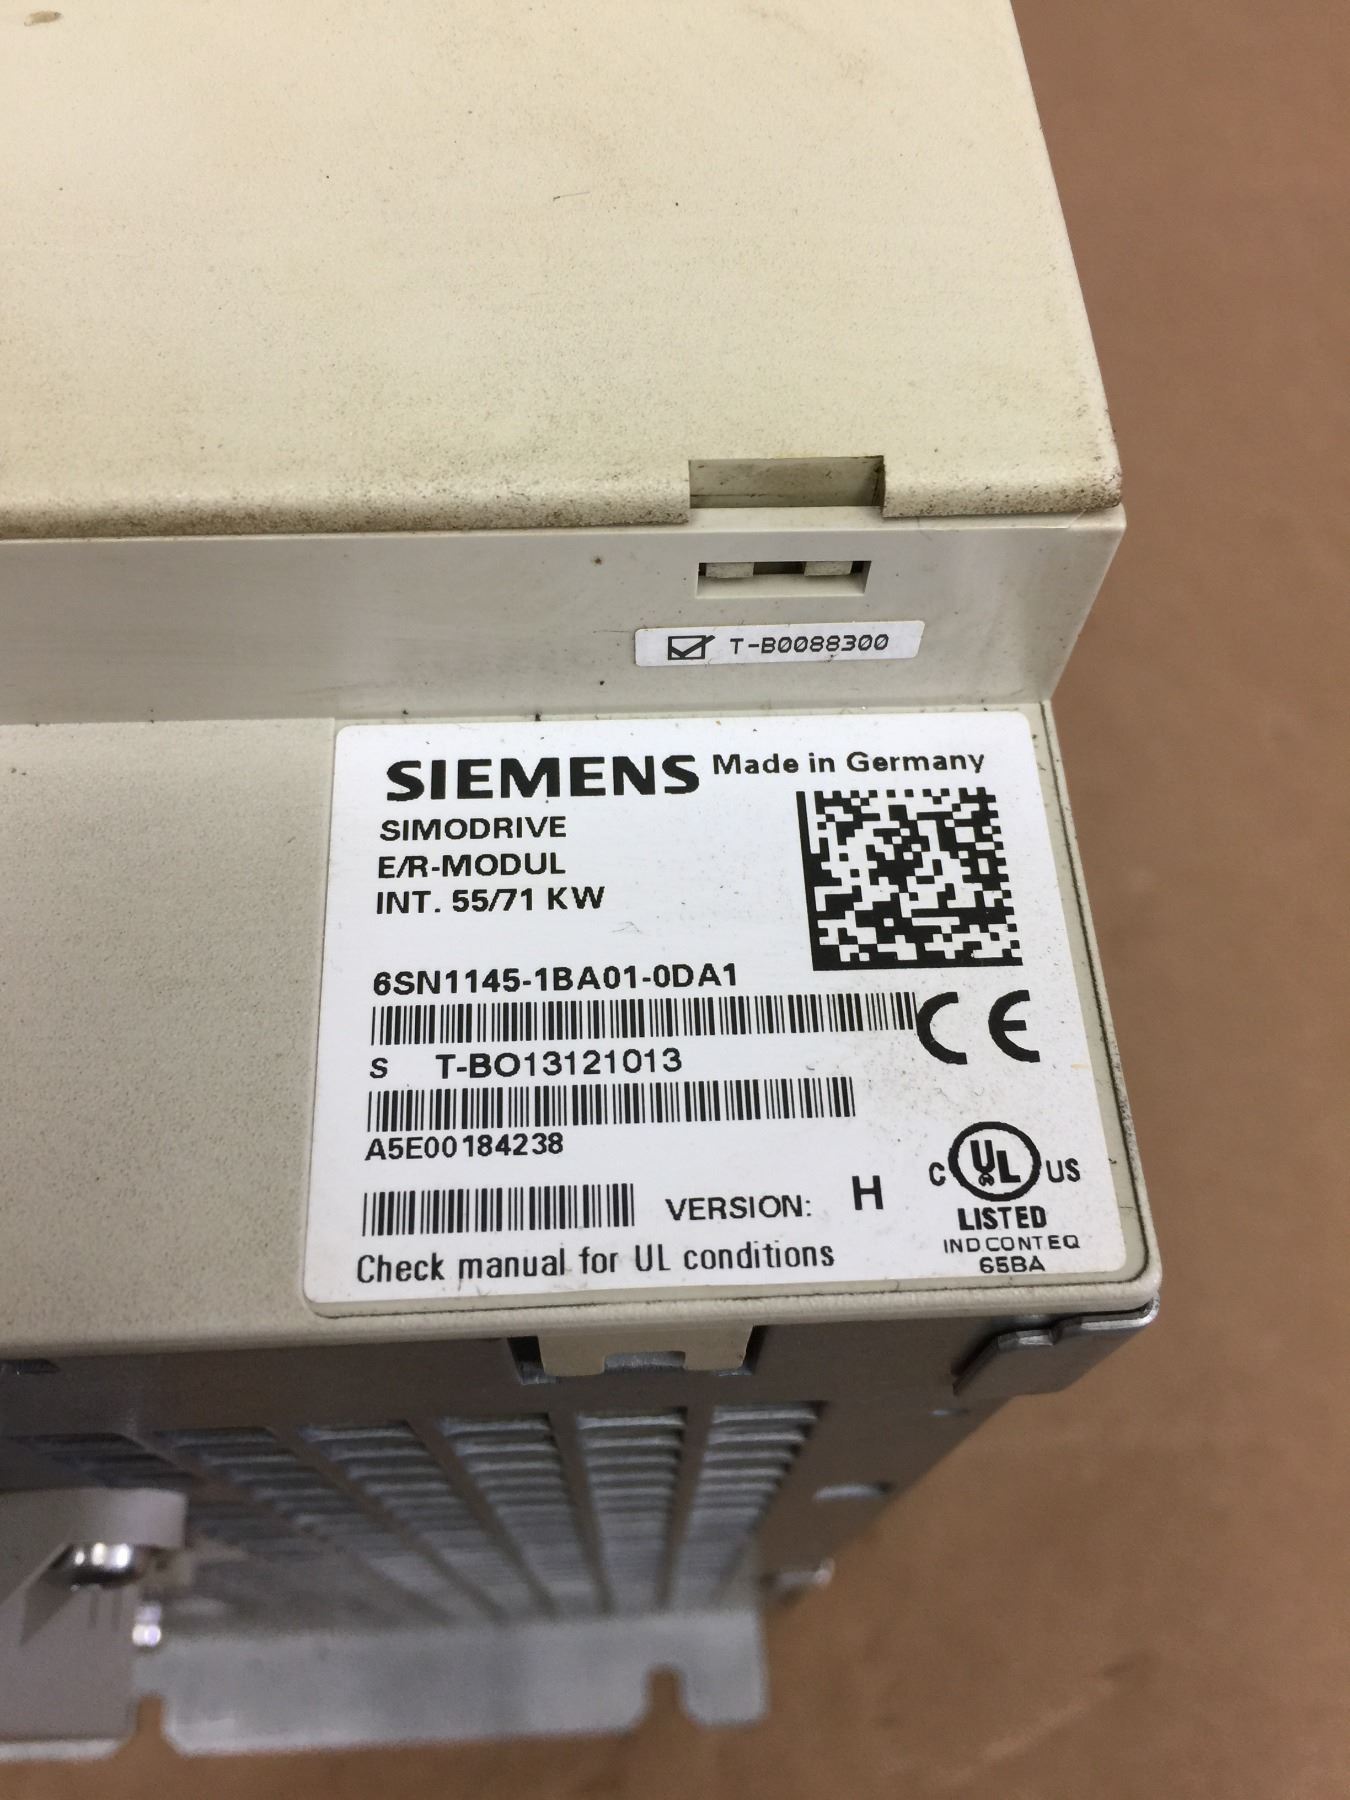 T-B0088300
SIEMENS Made in Germany
SIMODRIVE
E/R-MODUL
INT. 55/71 KW
6SN1145-1BA01-0DA1
CE
S T-BO13121013
A5E00184238
C UL US
LISTED
IND.CONT.EQ
65BA
VERSION: H
Check manual for UL conditions